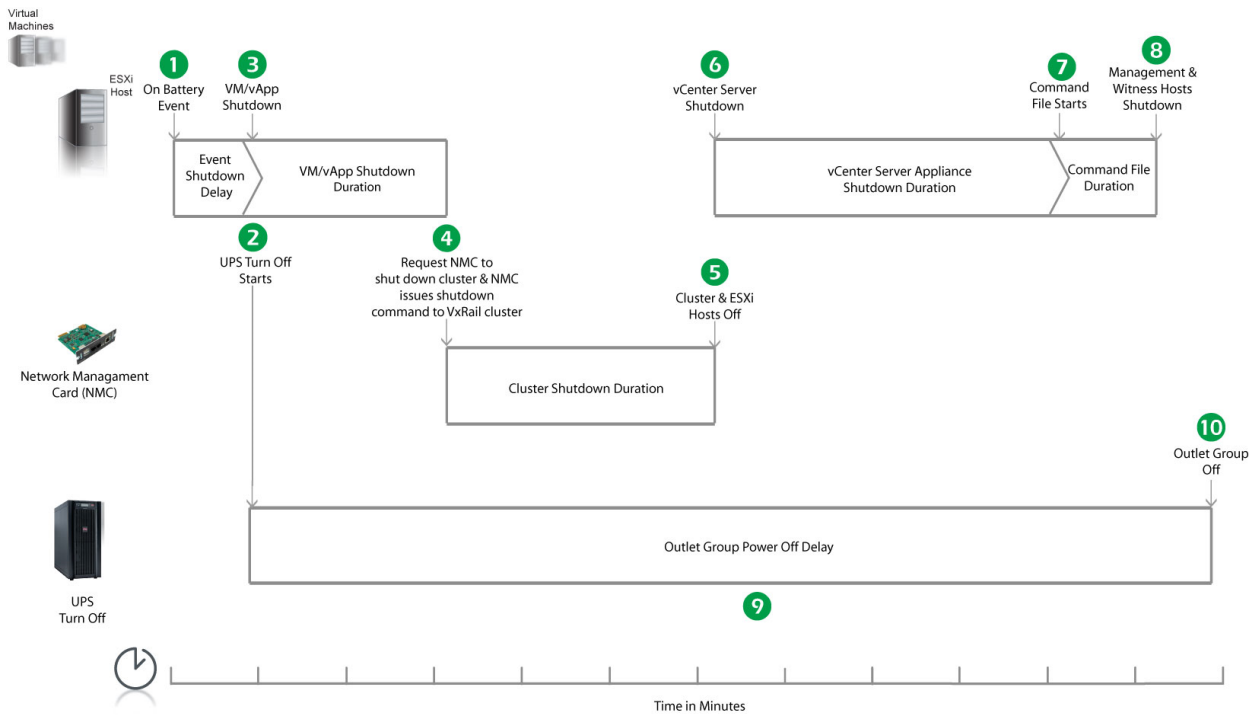 Virtual
Machines
ESXi
Host
1
On Battery
Event
3
VM/vApp
Shutdown
6
vCenter Server
Shutdown
7
Command
File Starts
8
Management &
Witness Hosts
Shutdown
Event
Shutdown
Delay
VM/vApp Shutdown
Duration
vCenter Server Appliance
Shutdown Duration
Command File
Duration
2
UPS Turn Off
Starts
4
Request NMC to
shut down cluster & NMC
issues shutdown
command to VxRail cluster
5
Cluster & ESXi
Hosts Off
Network Managament
Card (NMC)
Cluster Shutdown Duration
10
Outlet Group
Off
Outlet Group Power Off Delay
UPS
Turn Off
9
Time in Minutes